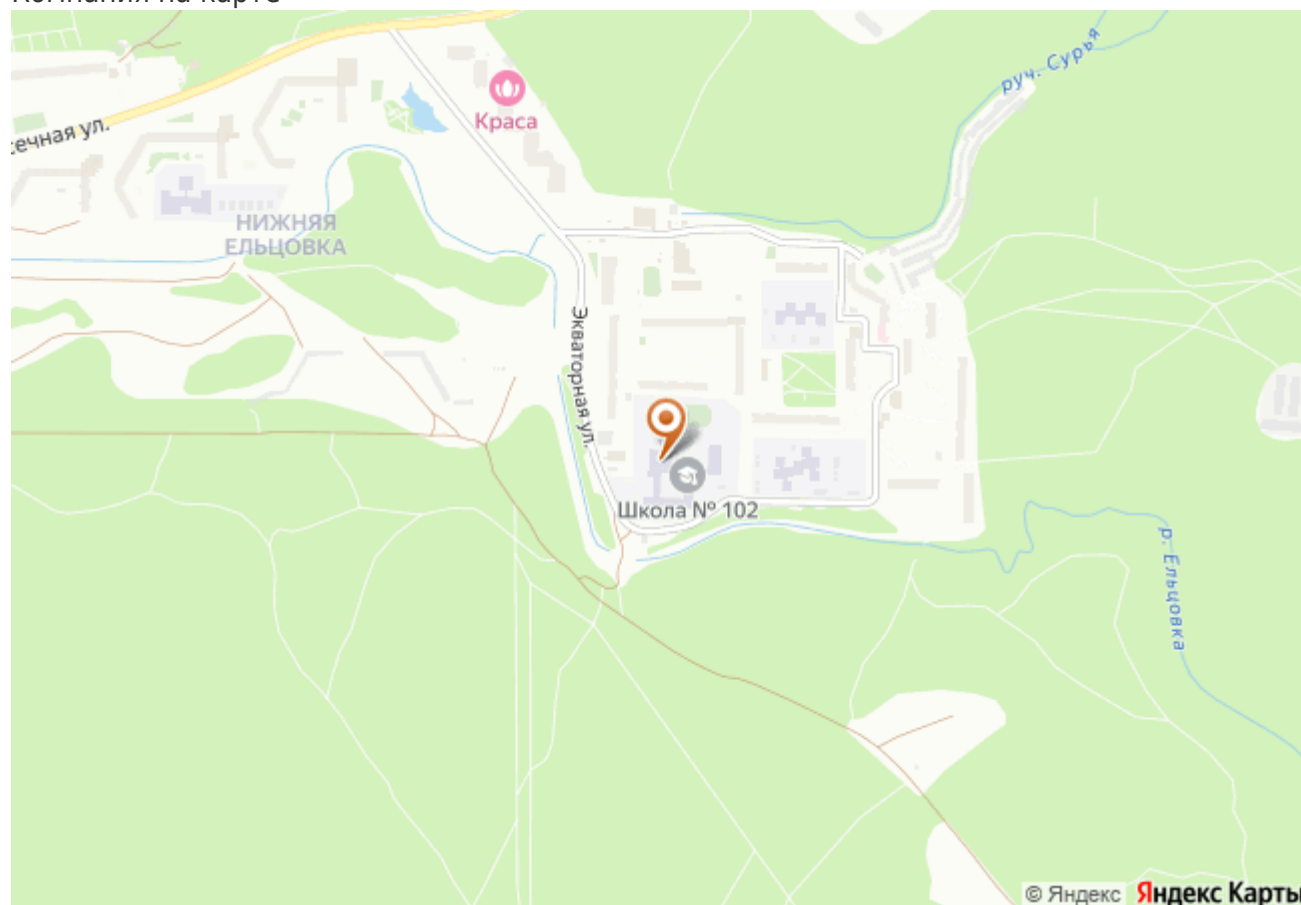 руч. Сурья
Краса
сечная ул.
НИЖНЯЯ
ЕЛЬЦОВКА
Экваторная ул.
Школа № 102
р. Ельцовка
© Яндекс Яндекс Карты